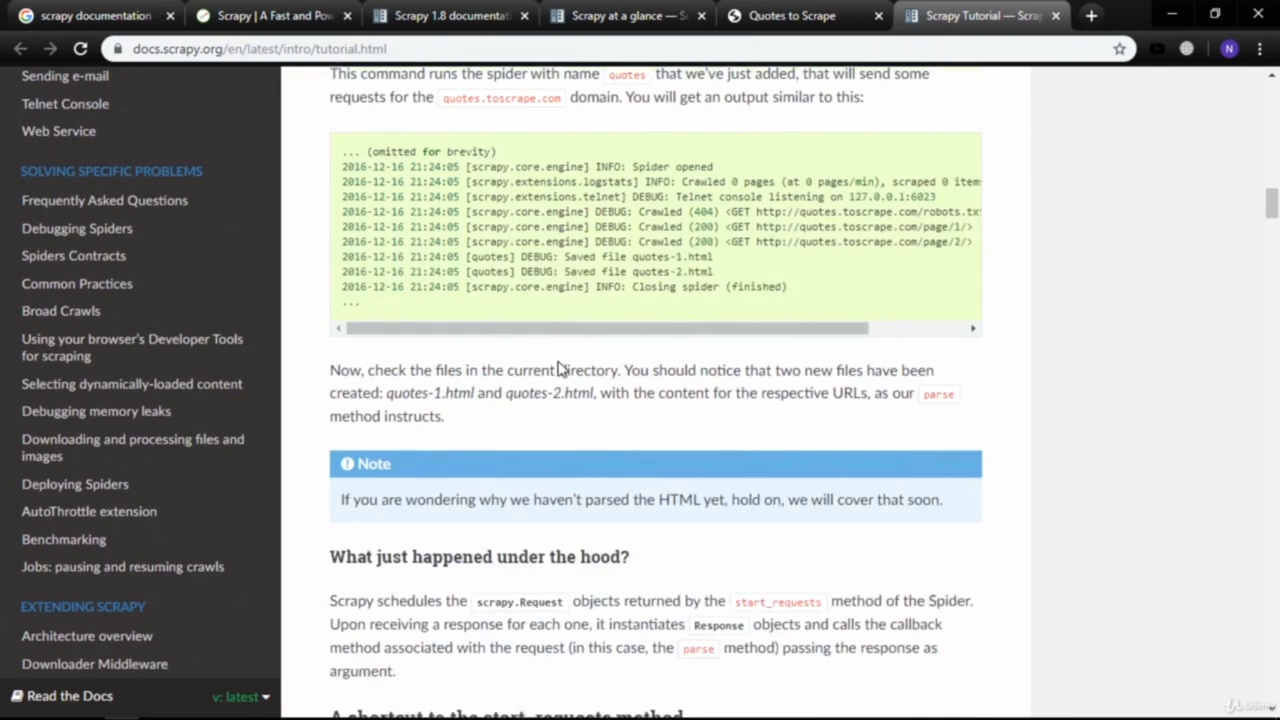 scrapy documentation
Scrapy | A Fast and Pow
Scrapy 1.8 documentat
Scrapy at a glance — Sc
Quotes to Scrape
Scrapy Tutorial — Scra
docs.scrapy.org/en/latest/intro/tutorial.html
N
Sending e-mail
Telnet Console
Web Service
SOLVING SPECIFIC PROBLEMS
Frequently Asked Questions
Debugging Spiders
Spiders Contracts
Common Practices
Broad Crawls
Using your browser's Developer Tools
for scraping
Selecting dynamically-loaded content
Debugging memory leaks
Downloading and processing files and
images
Deploying Spiders
AutoThrottle extension
Benchmarking
Jobs: pausing and resuming crawls
EXTENDING SCRAPY
Architecture overview
Downloader Middleware
Read the Docs
v: latest
This command runs the spider with name quotes that we've just added, that will send some
requests for the quotes.toscrape.com domain. You will get an output similar to this:
... (omitted for brevity)
2016-12-16 21:24:05 [scrapy.core.engine] INFO: Spider opened
2016-12-16 21:24:05 [scrapy.extensions.logstats] INFO: Crawled 0 pages (at 0 pages/min), scraped 0 items
2016-12-16 21:24:05 [scrapy.extensions.telnet] DEBUG: Telnet console listening on 127.0.0.1:6023
2016-12-16 21:24:05 [scrapy.core.engine] DEBUG: Crawled (404) <GET http://quotes.toscrape.com/robots.txt
2016-12-16 21:24:05 [scrapy.core.engine] DEBUG: Crawled (200) <GET http://quotes.toscrape.com/page/1/>
2016-12-16 21:24:05 [scrapy.core.engine] DEBUG: Crawled (200) <GET http://quotes.toscrape.com/page/2/>
2016-12-16 21:24:05 [quotes] DEBUG: Saved file quotes-1.html
2016-12-16 21:24:05 [quotes] DEBUG: Saved file quotes-2.html
2016-12-16 21:24:05 [scrapy.core.engine] INFO: Closing spider (finished)
...
Now, check the files in the current directory. You should notice that two new files have been
created: quotes-1.html and quotes-2.html, with the content for the respective URLs, as our parse
method instructs.
Note
If you are wondering why we haven't parsed the HTML yet, hold on, we will cover that soon.
What just happened under the hood?
Scrapy schedules the scrapy.Request objects returned by the start_requests method of the Spider.
Upon receiving a response for each one, it instantiates Response objects and calls the callback
method associated with the request (in this case, the parse method) passing the response as
argument.
A shortcut to the start_requests method
Udemy